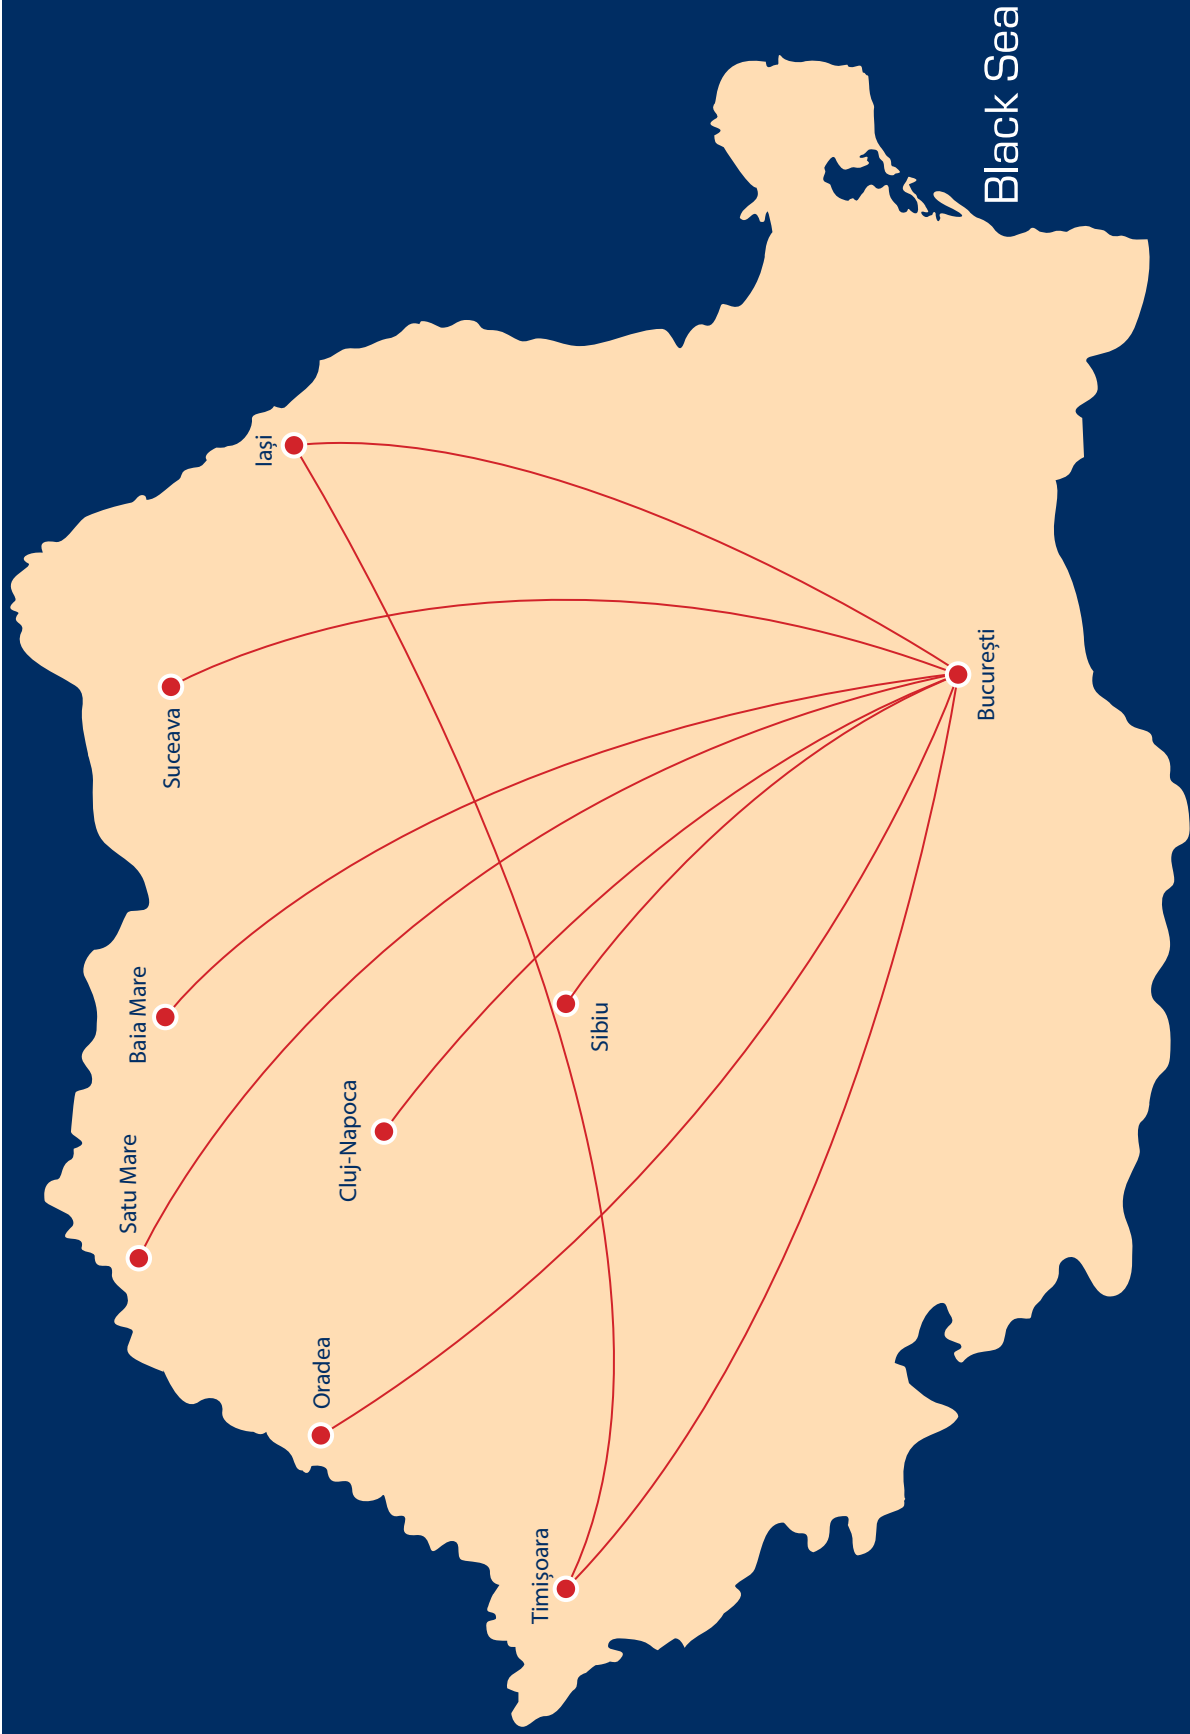 Satu Mare
Baia Mare
Suceava
Iași
Oradea
Cluj-Napoca
Timișoara
Sibiu
București
Black Sea